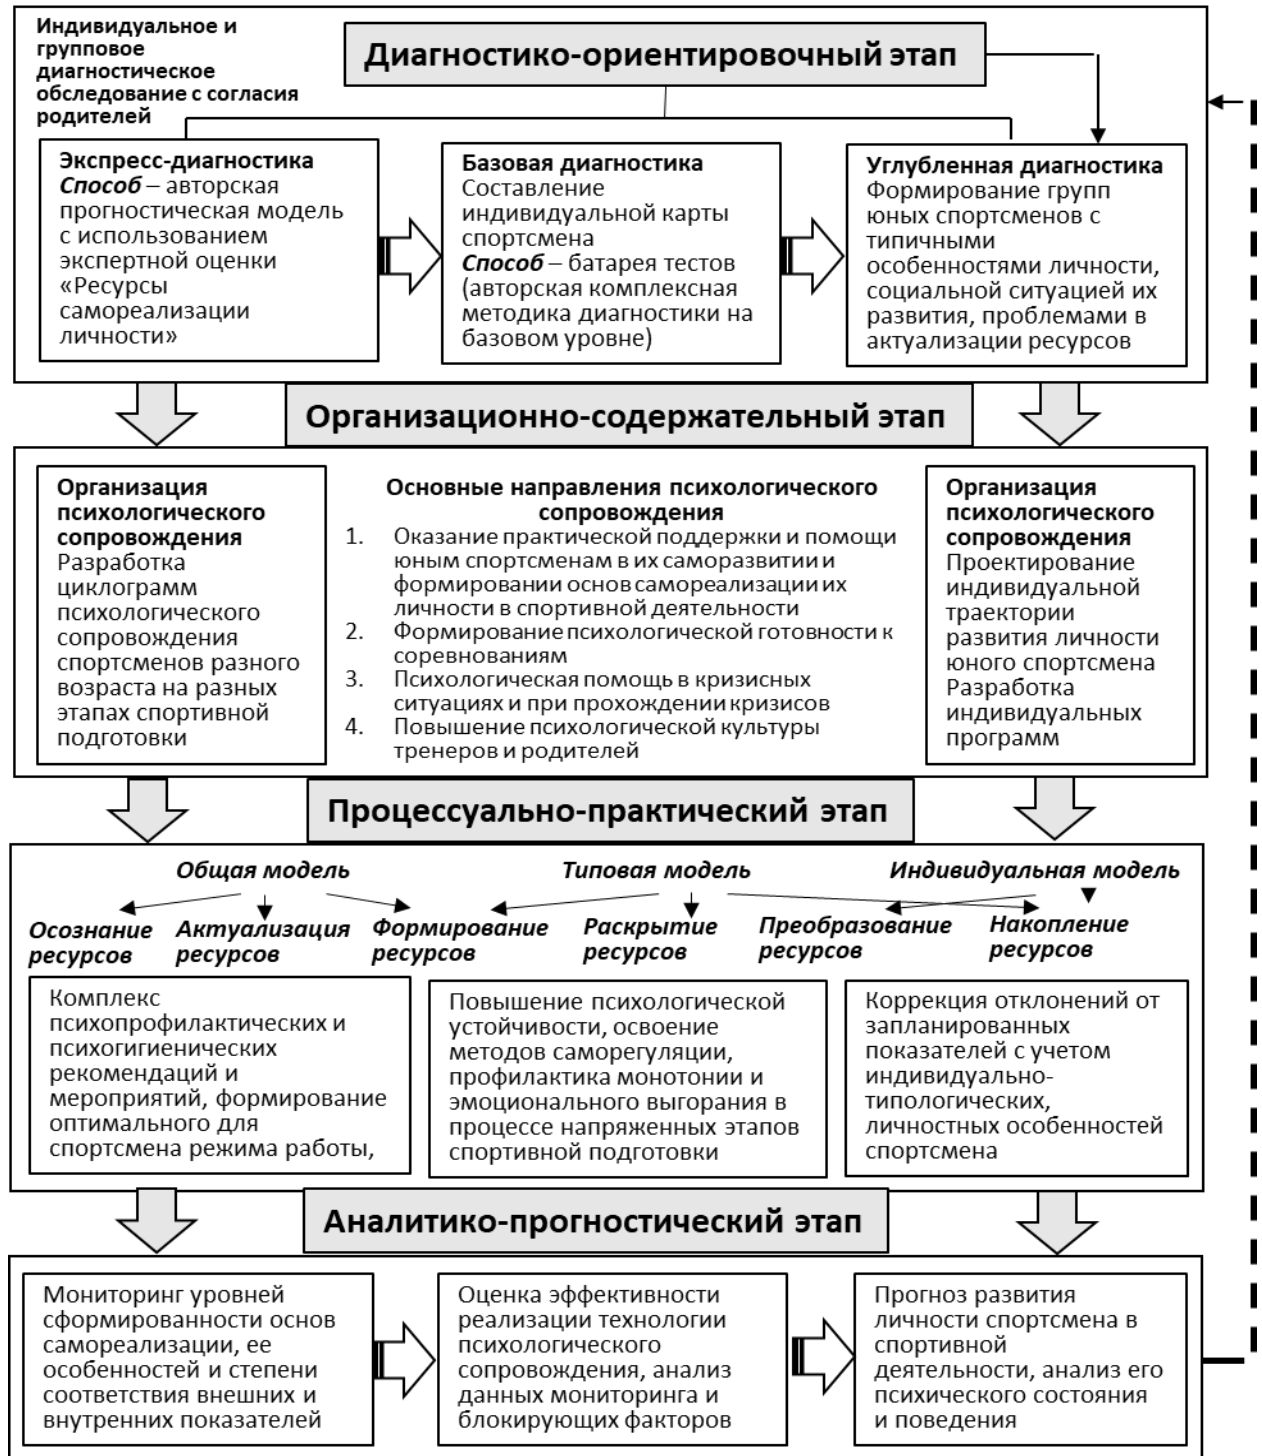 Индивидуальное и
групповое
диагностическое
обследование с согласия
родителей
Диагностико-ориентировочный этап
Экспресс-диагностика
Способ – авторская
прогностическая модель
с использованием
экспертной оценки
«Ресурсы
самореализации
личности»
Базовая диагностика
Составление
индивидуальной карты
спортсмена
Способ – батарея тестов
(авторская комплексная
методика диагностики на
базовом уровне)
Углубленная диагностика
Формирование групп
юных спортсменов с
типичными
особенностями личности,
социальной ситуацией их
развития, проблемами в
актуализации ресурсов
Организационно-содержательный этап
Организация
психологического
сопровождения
Разработка
циклограмм
психологического
сопровождения
спортсменов разного
возраста на разных
этапах спортивной
подготовки
Основные направления психологического
сопровождения
1. Оказание практической поддержки и помощи
юным спортсменам в их саморазвитии и
формировании основ самореализации их
личности в спортивной деятельности
2. Формирование психологической готовности к
соревнованиям
3. Психологическая помощь в кризисных
ситуациях и при прохождении кризисов
4. Повышение психологической культуры
тренеров и родителей
Организация
психологического
сопровождения
Проектирование
индивидуальной
траектории
развития личности
юного спортсмена
Разработка
индивидуальных
программ
Процессуально-практический этап
Общая модель
Типовая модель
Индивидуальная модель
Осознание
ресурсов
Актуализация
ресурсов
Формирование
ресурсов
Раскрытие
ресурсов
Преобразование
ресурсов
Накопление
ресурсов
Комплекс
психопрофилактических и
психогигиенических
рекомендаций и
мероприятий, формирование
оптимального для
спортсмена режима работы,
Повышение психологической
устойчивости, освоение
методов саморегуляции,
профилактика монотонии и
эмоционального выгорания в
процессе напряженных этапов
спортивной подготовки
Коррекция отклонений от
запланированных
показателей с учетом
индивидуально-
типологических,
личностных особенностей
спортсмена
Аналитико-прогностический этап
Мониторинг уровней
сформированности основ
самореализации, ее
особенностей и степени
соответствия внешних и
внутренних показателей
Оценка эффективности
реализации технологии
психологического
сопровождения, анализ
данных мониторинга и
блокирующих факторов
Прогноз развития
личности спортсмена в
спортивной
деятельности, анализ его
психического состояния
и поведения